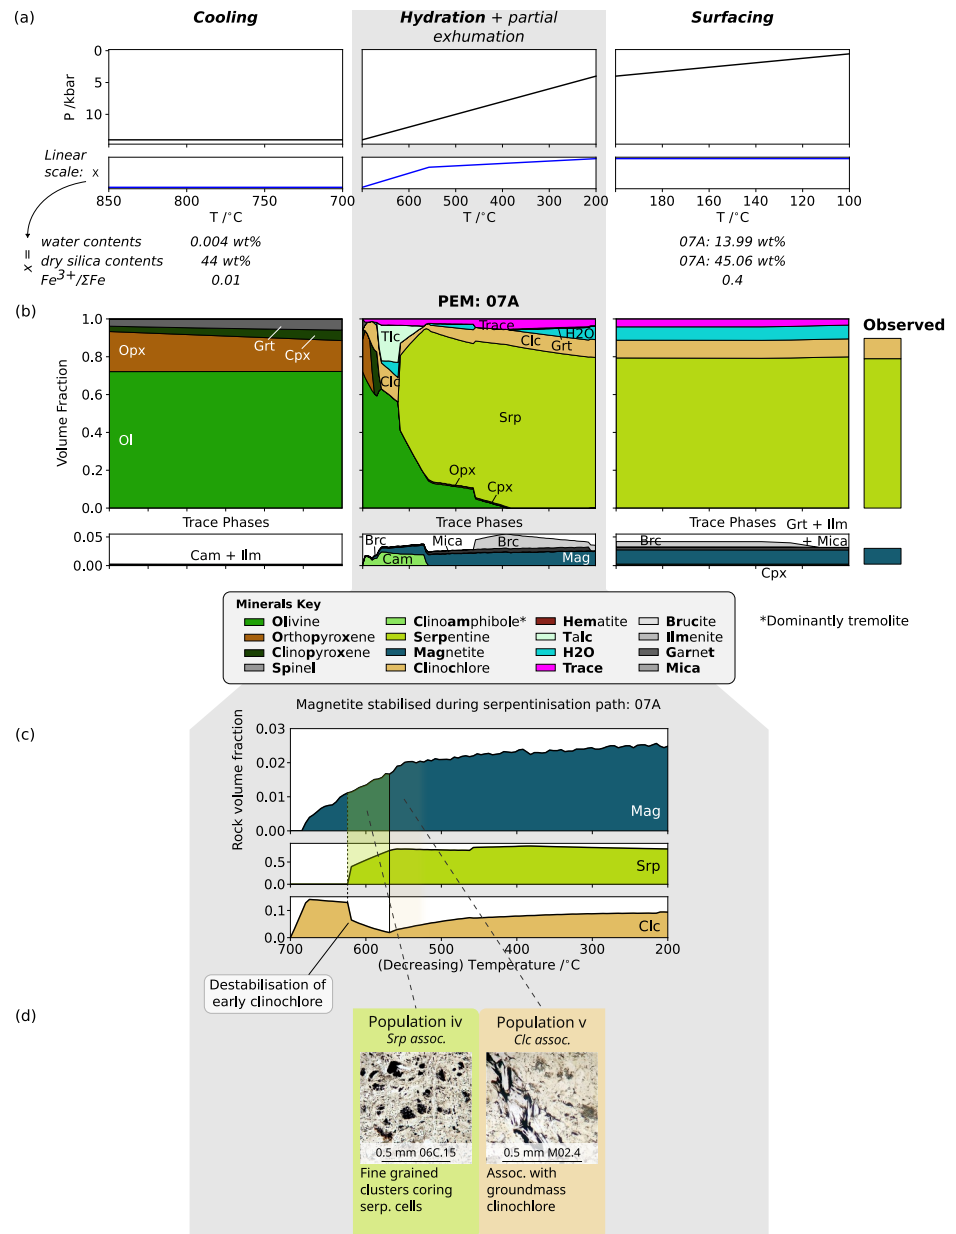 (a)
Cooling
Hydration + partial
exhumation
Surfacing
P /kbar
0
5
10
Linear
scale: x
850
800
750
700
T /°C
600
500
400
300
200
T /°C
180
160
140
120
100
T /°C
x =
water contents 0.004 wt% 07A: 13.99 wt%
dry silica contents 44 wt% 07A: 45.06 wt%
Fe3+/ΣFe 0.01 0.4
(b)
PEM: 07A
Observed
Volume Fraction
1.0
0.8
0.6
0.4
0.2
0.0
Opx
Grt
Cpx
Ol
Tlc
Trace
H2O
Clc
Grt
Clc
Srp
Opx
Cpx
Trace Phases
Trace Phases
Trace Phases
Grt + Ilm
+ Mica
0.05
0.00
Cam + Ilm
Brc
Mica
Brc
Cam
Mag
Brc
Cpx
Minerals Key
Olivine
Orthopyroxene
Clinopyroxene
Spinel
Clinoamphibole*
Serpentine
Magnetite
Clinochlore
Hematite
Talc
H2O
Trace
Brucite
Ilmenite
Garnet
Mica
*Dominantly tremolite
Magnetite stabilised during serpentinisation path: 07A
(c)
Rock volume fraction
0.03
0.02
0.01
0.00
Mag
0.5
0.0
Srp
0.1
0.0
Clc
700
600
500
400
300
200
(Decreasing) Temperature /°C
Destabilisation of
early clinochlore
(d)
Population iv
Srp assoc.
0.5 mm 06C.15
Fine grained
clusters coring
serp. cells
Population v
Clc assoc.
0.5 mm M02.4
Assoc. with
groundmass
clinochlore